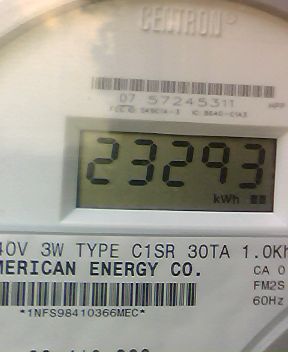 CENTRON®
07 57245311
23293
kWh
40V 3W TYPE C1SR 30TA 1.0Kh
MERICAN ENERGY CO.
CA 0
FM2S
60Hz
*1NFS98410366MEC*